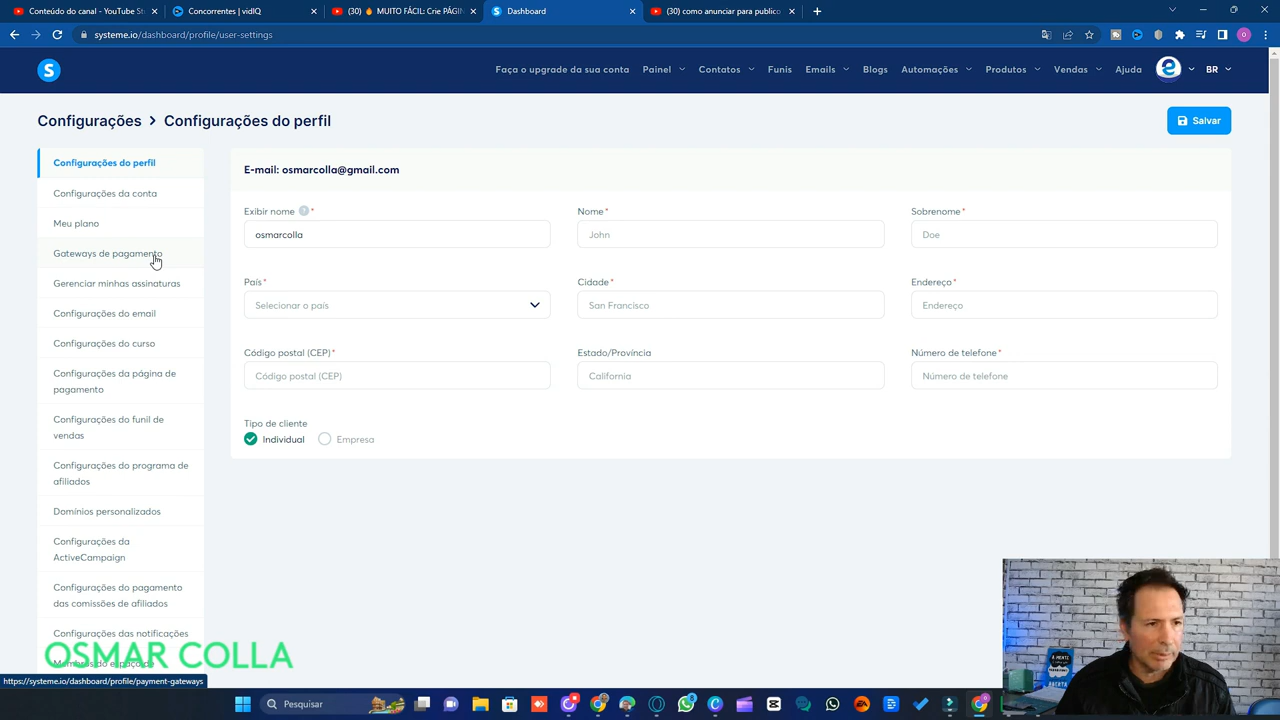 Conteúdo do canal - YouTube St
Concorrentes | vidIQ
(30) 🔥 MUITO FÁCIL: Crie PÁGIN
Dashboard
(30) como anunciar para publico
systeme.io/dashboard/profile/user-settings
S
Faça o upgrade da sua conta
Painel
Contatos
Funis
Emails
Blogs
Automações
Produtos
Vendas
Ajuda
BR
Configurações > Configurações do perfil
Salvar
Configurações do perfil
Configurações da conta
Meu plano
Gateways de pagamento
Gerenciar minhas assinaturas
Configurações do email
Configurações do curso
Configurações da página de
pagamento
Configurações do funil de
vendas
Configurações do programa de
afiliados
Domínios personalizados
Configurações da
ActiveCampaign
Configurações do pagamento
das comissões de afiliados
Configurações das notificações
E-mail: osmarcolla@gmail.com
Exibir nome ? *
Nome*
Sobrenome*
osmarcolla
John
Doe
País*
Cidade*
Endereço*
Selecionar o país
San Francisco
Endereço
Código postal (CEP)*
Estado/Província
Número de telefone*
Código postal (CEP)
California
Número de telefone
Tipo de cliente
Individual
Empresa
OSMAR COLLA
https://systeme.io/dashboard/profile/payment-gateways
Pesquisar